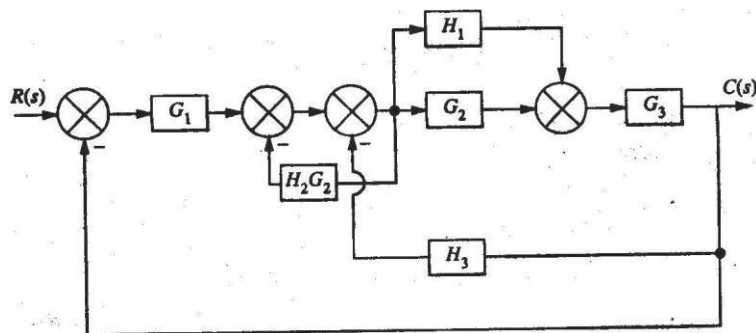 H₁
R(s)
G₁
G₂
G₃
C(s)
−
−
−
H₂G₂
H₃